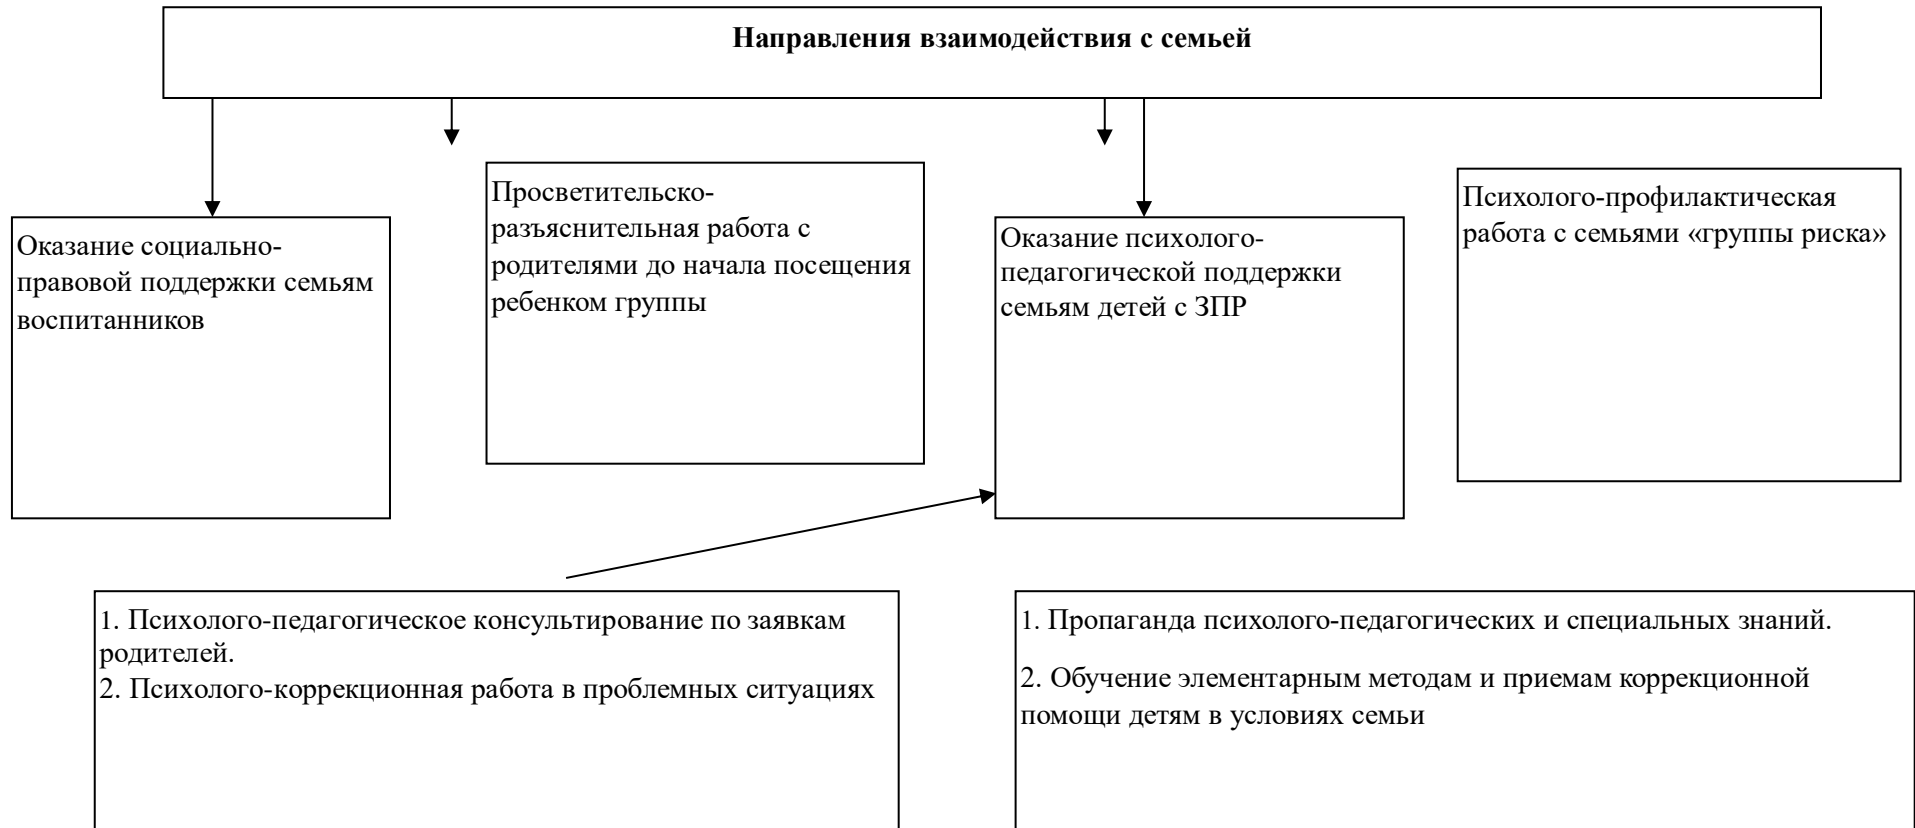 Направления взаимодействия с семьей
Оказание социально-
правовой поддержки семьям
воспитанников
Просветительско-
разъяснительная работа с
родителями до начала посещения
ребенком группы
Оказание психолого-
педагогической поддержки
семьям детей с ЗПР
Психолого-профилактическая
работа с семьями «группы риска»
1. Психолого-педагогическое консультирование по заявкам
родителей.
2. Психолого-коррекционная работа в проблемных ситуациях
1. Пропаганда психолого-педагогических и специальных знаний.
2. Обучение элементарным методам и приемам коррекционной
помощи детям в условиях семьи